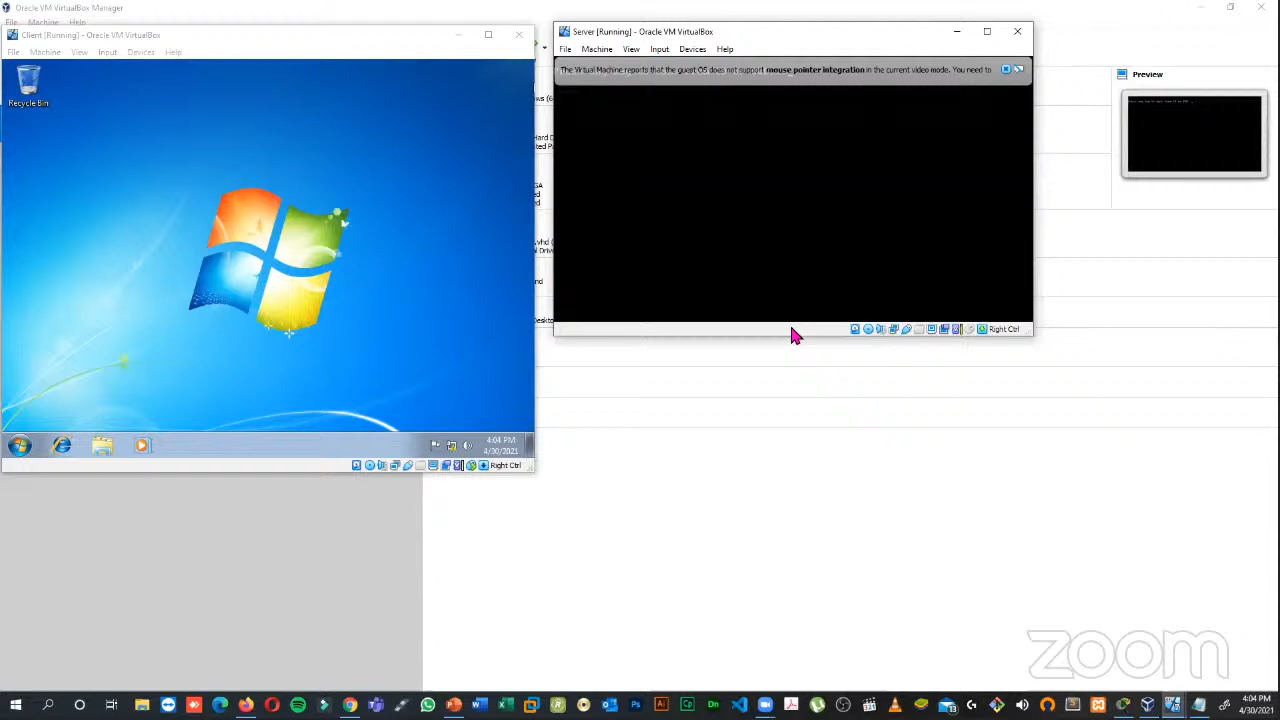 Oracle VM VirtualBox Manager
File Machine Help
Client [Running] - Oracle VM VirtualBox
File Machine View Input Devices Help
Recycle Bin
4:04 PM
4/30/2021
Right Ctrl
Server [Running] - Oracle VM VirtualBox
File Machine View Input Devices Help
The Virtual Machine reports that the guest OS does not support mouse pointer integration in the current video mode. You need to
Right Ctrl
Preview
zoom
4:04 PM
4/30/2021